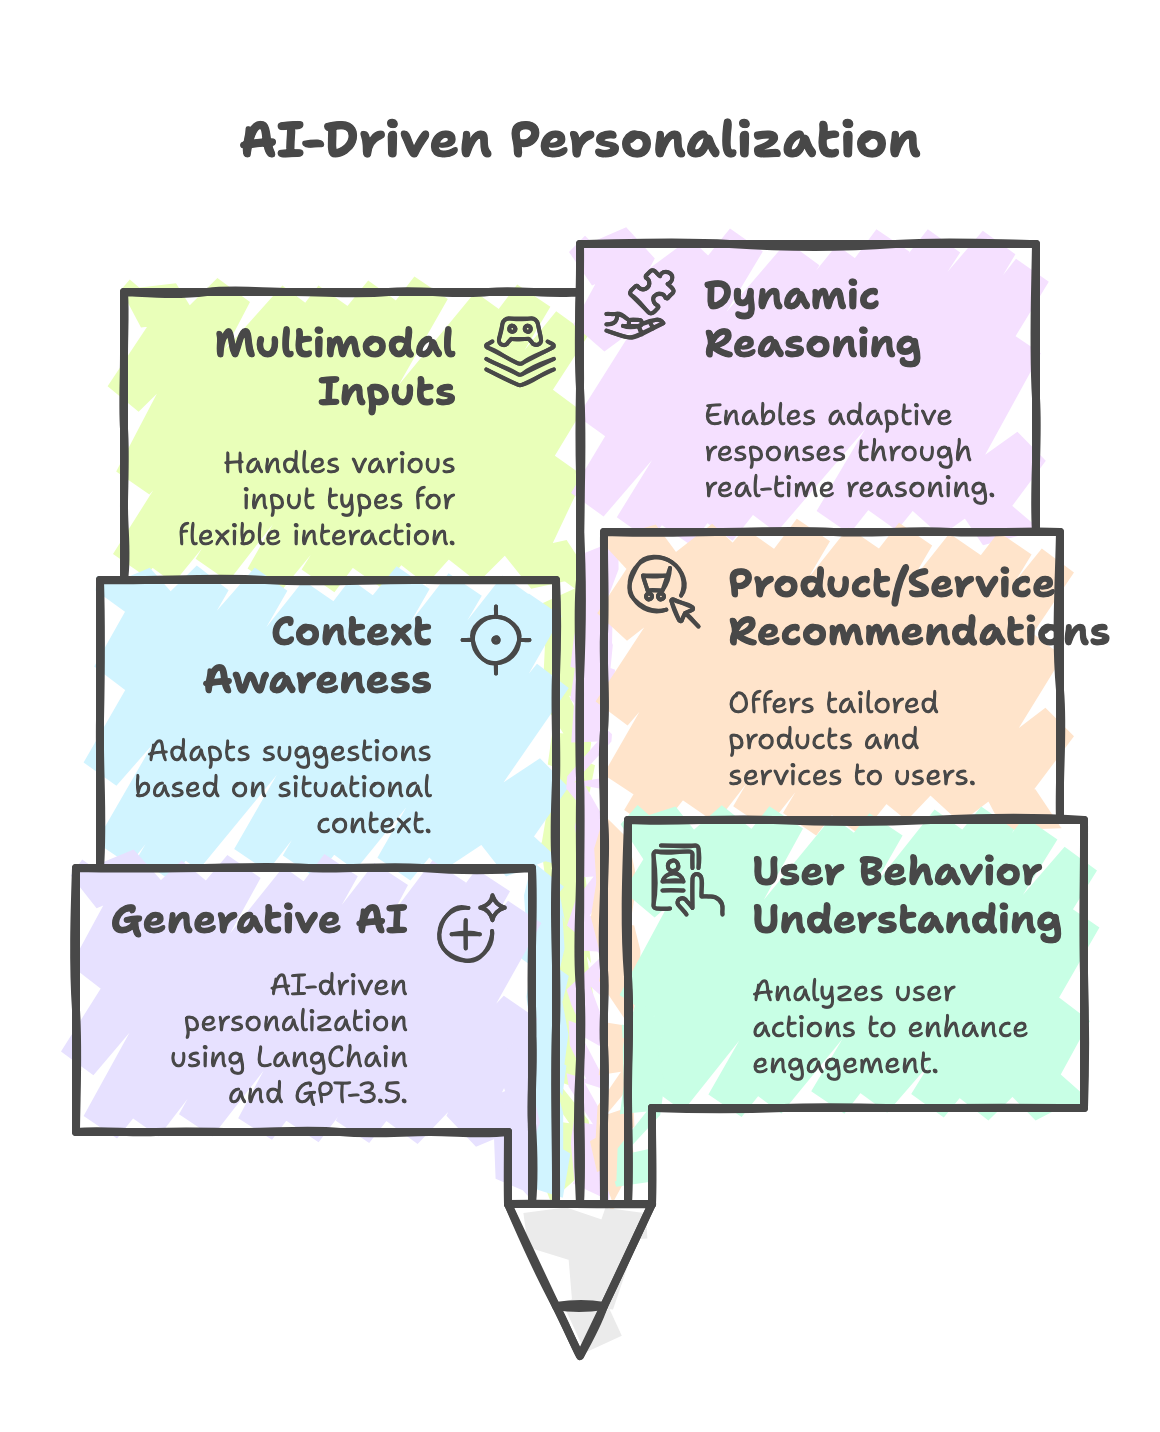 AI-Driven Personalization
Multimodal
Inputs
Handles various
input types for
flexible interaction.
Dynamic
Reasoning
Enables adaptive
responses through
real-time reasoning.
Context
Awareness
Adapts suggestions
based on situational
context.
Product/Service
Recommendations
Offers tailored
products and
services to users.
Generative AI
AI-driven
personalization
using LangChain
and GPT-3.5.
User Behavior
Understanding
Analyzes user
actions to enhance
engagement.